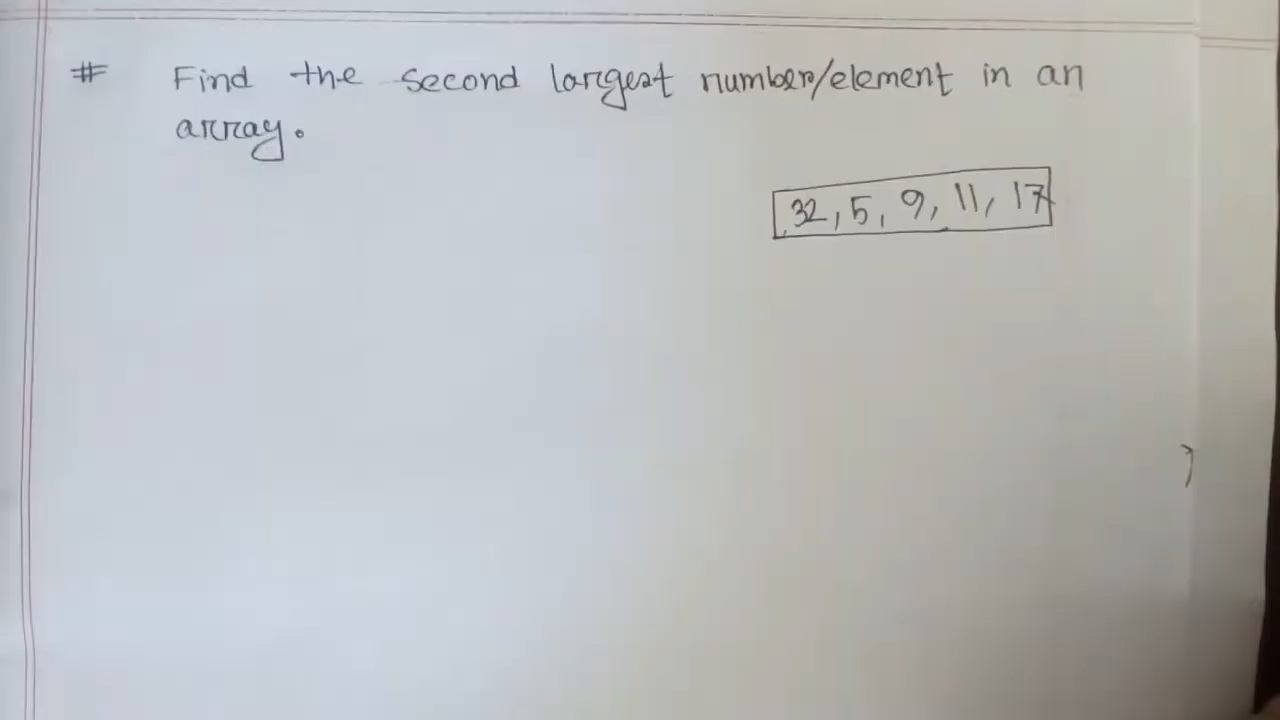 # Find the second largest number/element in an
array.
32, 5, 9, 11, 17